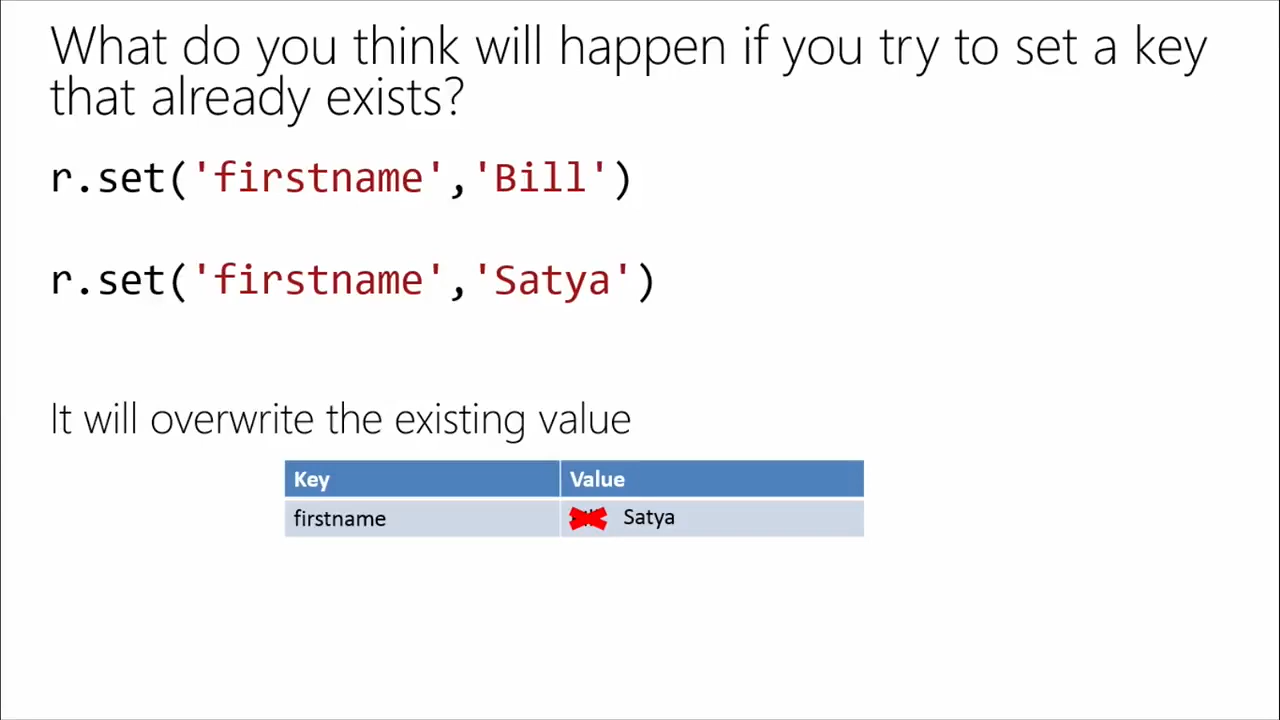 What do you think will happen if you try to set a key
that already exists?
r.set('firstname','Bill')
r.set('firstname','Satya')
It will overwrite the existing value
Key Value
firstname Satya